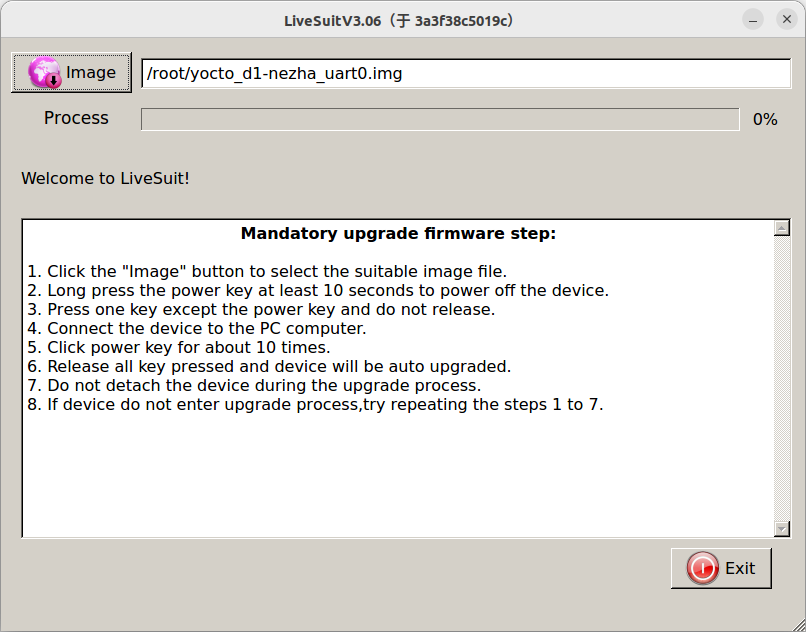 LiveSuitV3.06（于 3a3f38c5019c）
Image
/root/yocto_d1-nezha_uart0.img
Process
0%
Welcome to LiveSuit!
Mandatory upgrade firmware step:
1. Click the "Image" button to select the suitable image file.
2. Long press the power key at least 10 seconds to power off the device.
3. Press one key except the power key and do not release.
4. Connect the device to the PC computer.
5. Click power key for about 10 times.
6. Release all key pressed and device will be auto upgraded.
7. Do not detach the device during the upgrade process.
8. If device do not enter upgrade process,try repeating the steps 1 to 7.
Exit